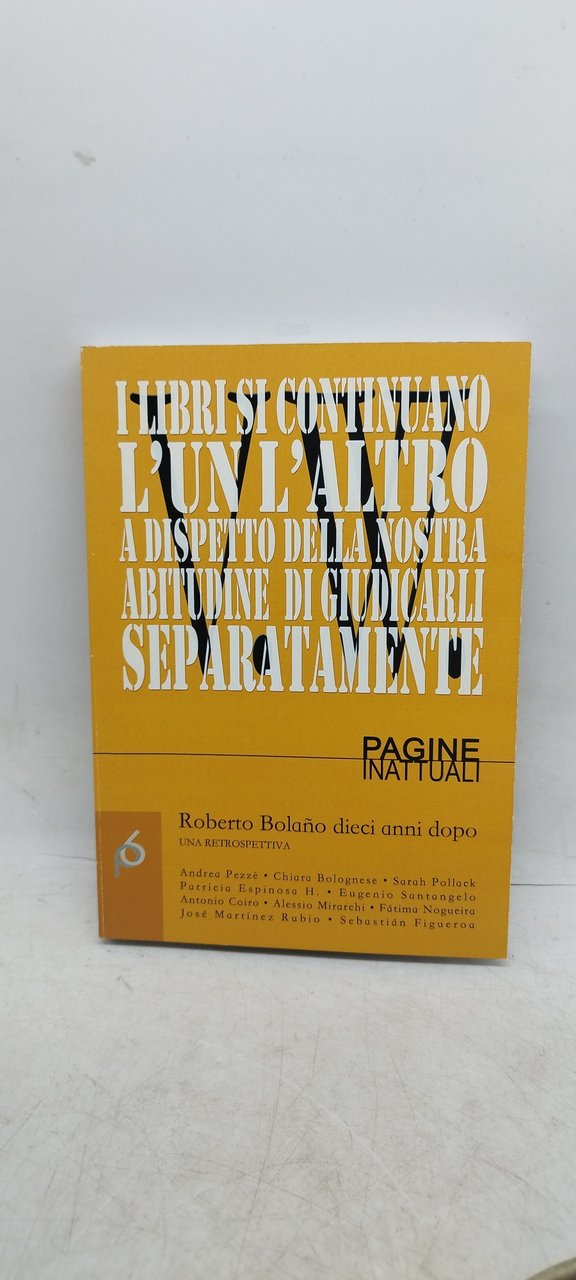 I LIBRI SI CONTINUANO
L'UN L'ALTRO
A DISPETTO DELLA NOSTRA
ABITUDINE DI GIUDICARLI
SEPARATAMENTE
V.W.
PAGINE
INATTUALI
Roberto Bolaño dieci anni dopo
UNA RETROSPETTIVA
p6
Andrea Pezzè • Chiara Bolognese • Sarah Pollack
Patricia Espinosa H. • Eugenio Santangelo
Antonio Coiro • Alessio Mirarchi • Fátima Nogueira
José Martínez Rubio • Sebastián Figueroa